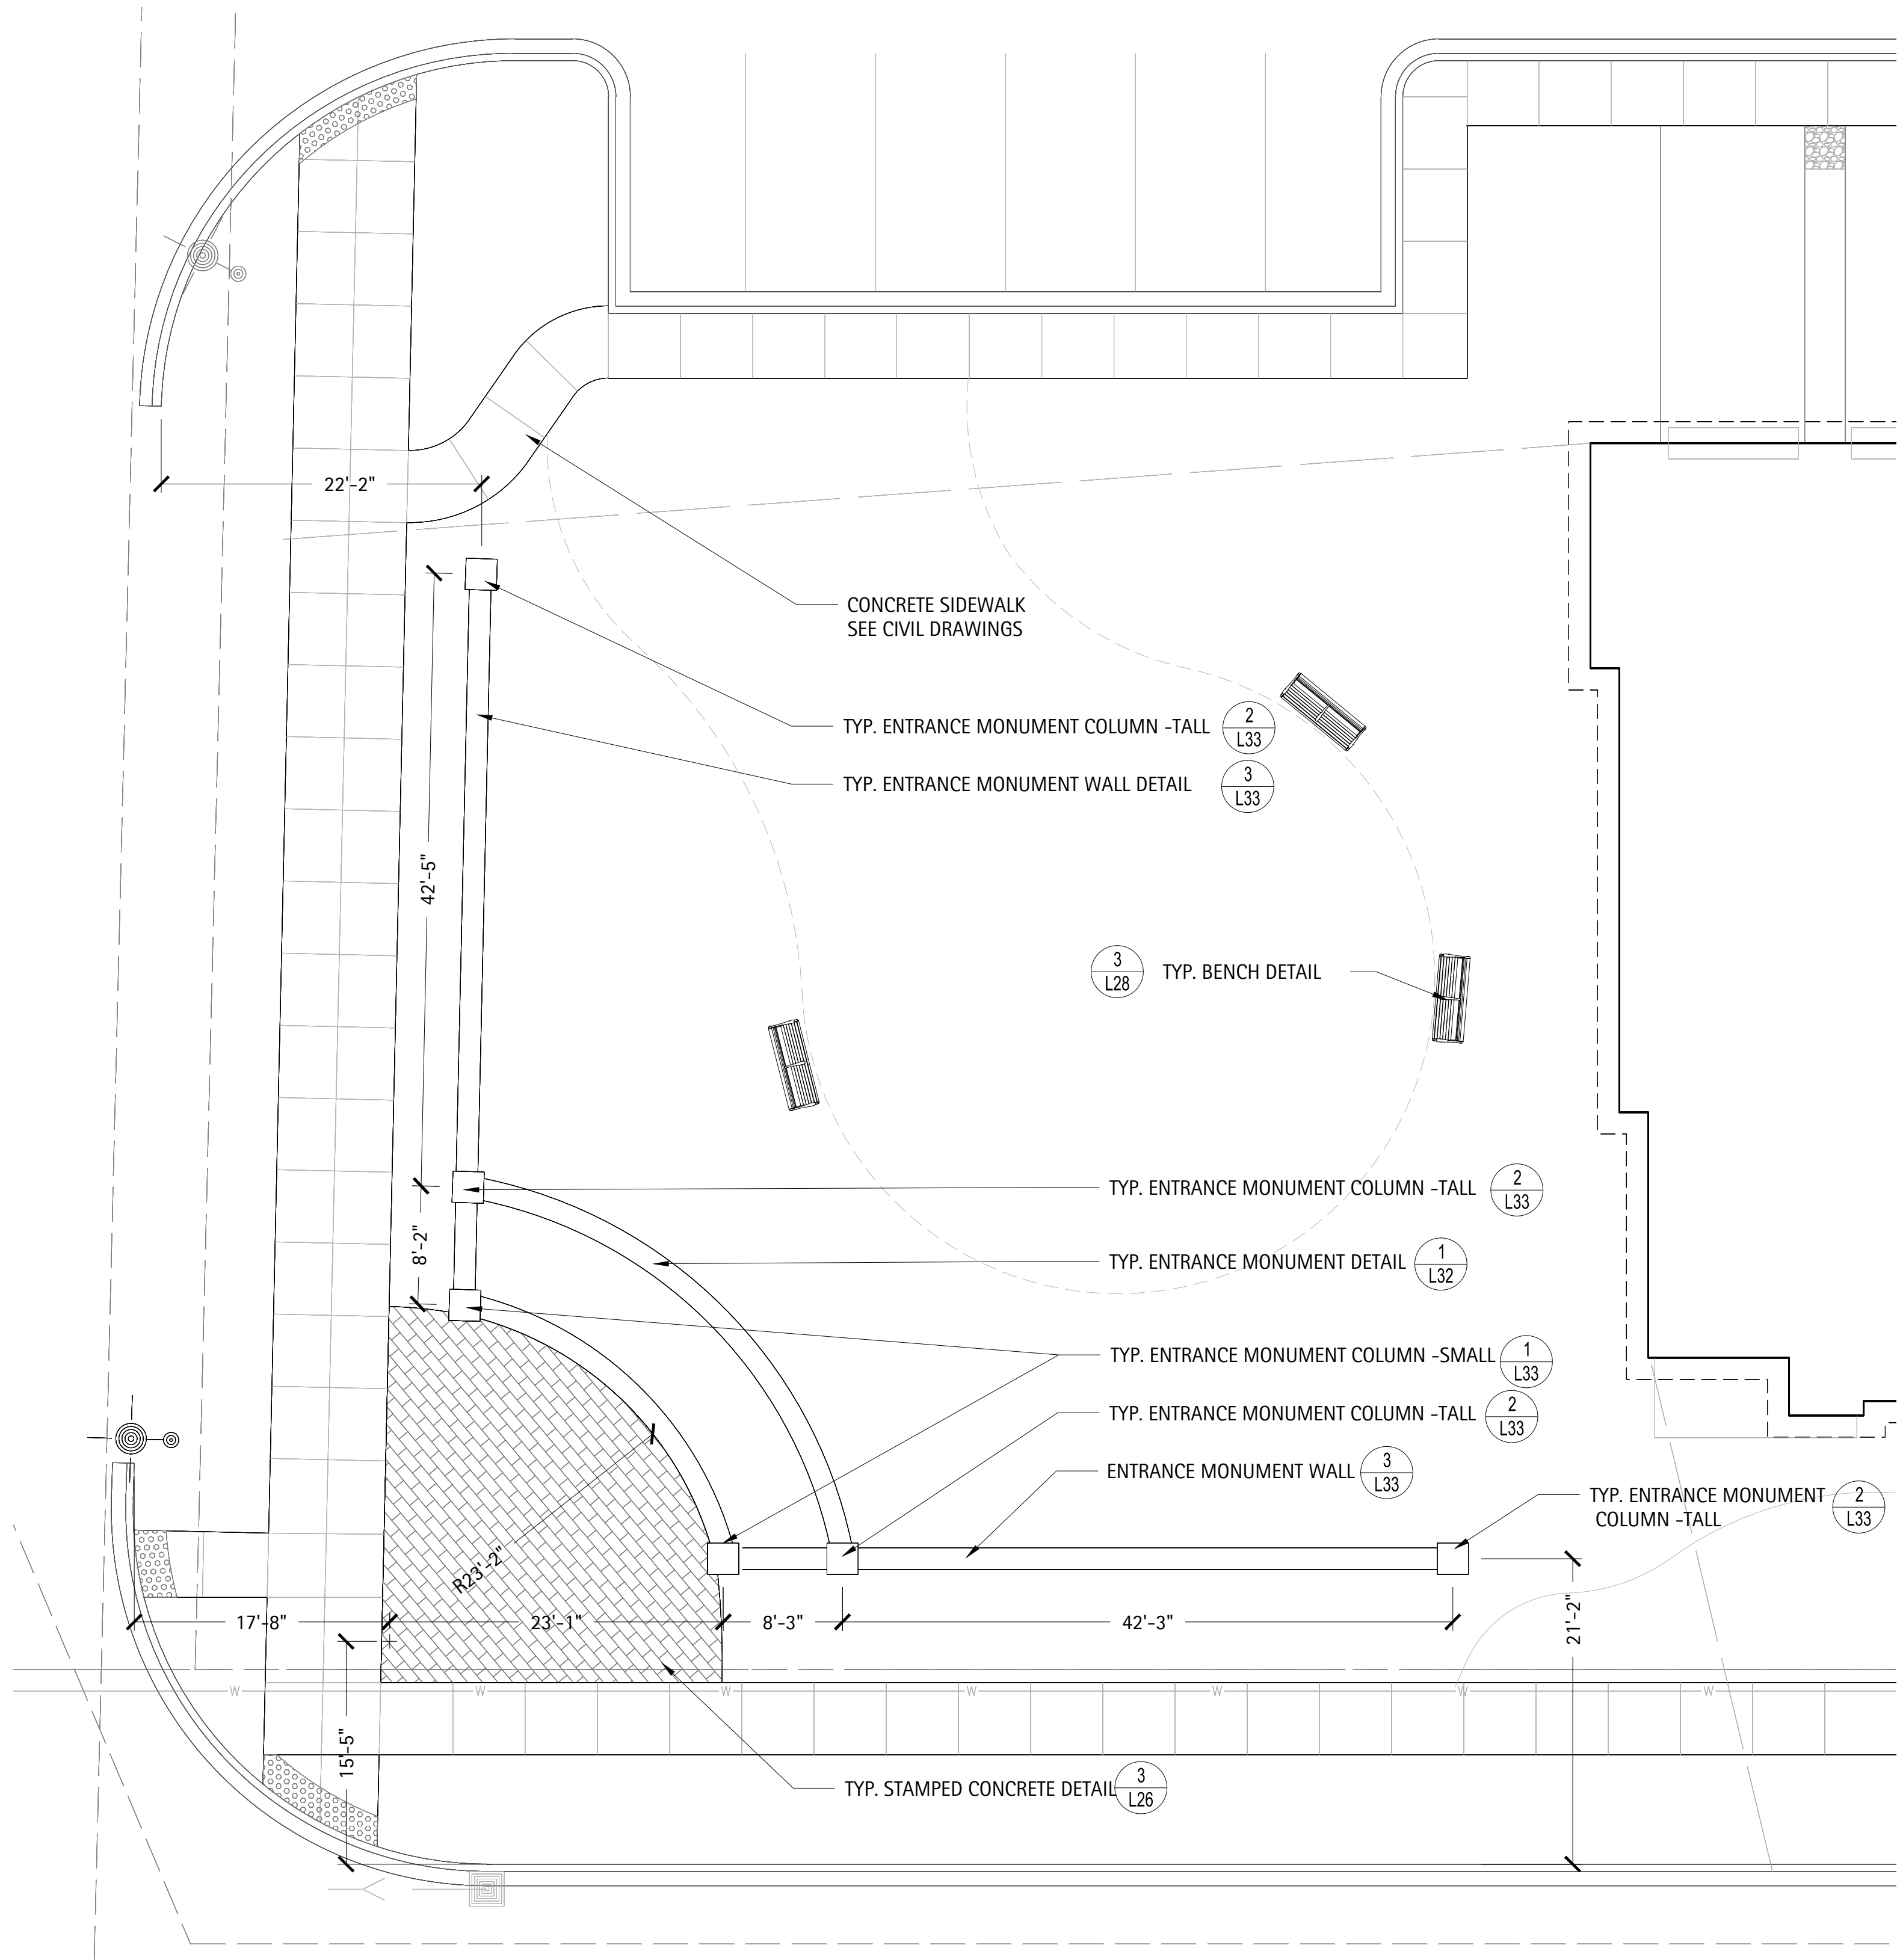 22'-2"
CONCRETE SIDEWALK
SEE CIVIL DRAWINGS
TYP. ENTRANCE MONUMENT COLUMN -TALL
2
L33
TYP. ENTRANCE MONUMENT WALL DETAIL
3
L33
42'-5"
3
L28
TYP. BENCH DETAIL
TYP. ENTRANCE MONUMENT COLUMN -TALL
2
L33
8'-2"
TYP. ENTRANCE MONUMENT DETAIL
1
L32
TYP. ENTRANCE MONUMENT COLUMN -SMALL
1
L33
TYP. ENTRANCE MONUMENT COLUMN -TALL
2
L33
ENTRANCE MONUMENT WALL
3
L33
TYP. ENTRANCE MONUMENT
COLUMN -TALL
2
L33
R23'-2"
17'-8"
23'-1"
8'-3"
42'-3"
21'-2"
W W W W W W W
15'-5"
TYP. STAMPED CONCRETE DETAIL
3
L26